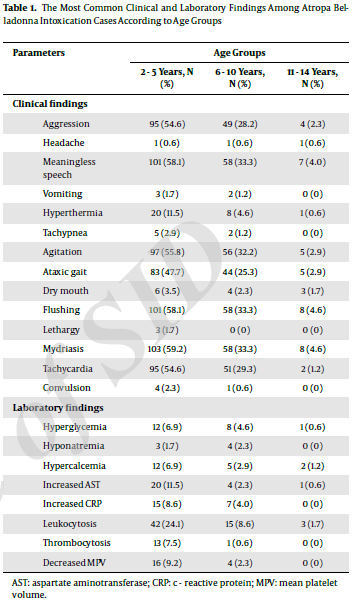 Table 1. The Most Common Clinical and Laboratory Findings Among Atropa Bel-
ladonna Intoxication Cases According to Age Groups
Parameters Age Groups
2 - 5 Years, N (%) 6 - 10 Years, N (%) 11 - 14 Years, N (%)
Clinical findings
Aggression 95 (54.6) 49 (28.2) 4 (2.3)
Headache 1 (0.6) 1 (0.6) 1 (0.6)
Meaningless speech 101 (58.1) 58 (33.3) 7 (4.0)
Vomiting 3 (1.7) 2 (1.2) 0 (0)
Hyperthermia 20 (11.5) 8 (4.6) 1 (0.6)
Tachypnea 5 (2.9) 2 (1.2) 0 (0)
Agitation 97 (55.8) 56 (32.2) 5 (2.9)
Ataxic gait 83 (47.7) 44 (25.3) 5 (2.9)
Dry mouth 6 (3.5) 4 (2.3) 3 (1.7)
Flushing 101 (58.1) 58 (33.3) 8 (4.6)
Lethargy 3 (1.7) 0 (0) 0 (0)
Mydriasis 103 (59.2) 58 (33.3) 8 (4.6)
Tachycardia 95 (54.6) 51 (29.3) 2 (1.2)
Convulsion 4 (2.3) 1 (0.6) 0 (0)
Laboratory findings
Hyperglycemia 12 (6.9) 8 (4.6) 1 (0.6)
Hyponatremia 3 (1.7) 4 (2.3) 0 (0)
Hypercalcemia 12 (6.9) 5 (2.9) 2 (1.2)
Increased AST 20 (11.5) 4 (2.3) 1 (0.6)
Increased CRP 15 (8.6) 7 (4.0) 0 (0)
Leukocytosis 42 (24.1) 15 (8.6) 3 (1.7)
Thrombocytosis 13 (7.5) 1 (0.6) 0 (0)
Decreased MPV 16 (9.2) 4 (2.3) 0 (0)
AST: aspartate aminotransferase; CRP: c - reactive protein; MPV: mean platelet
volume.
of SID